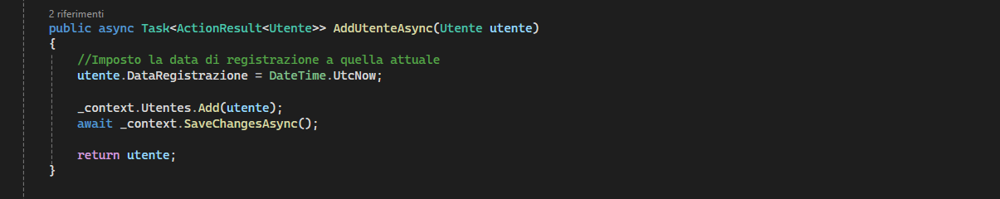 2 riferimenti
public async Task<ActionResult<Utente>> AddUtenteAsync(Utente utente)
{
//Imposto la data di registrazione a quella attuale
utente.DataRegistrazione = DateTime.UtcNow;
_context.Utentes.Add(utente);
await _context.SaveChangesAsync();
return utente;
}